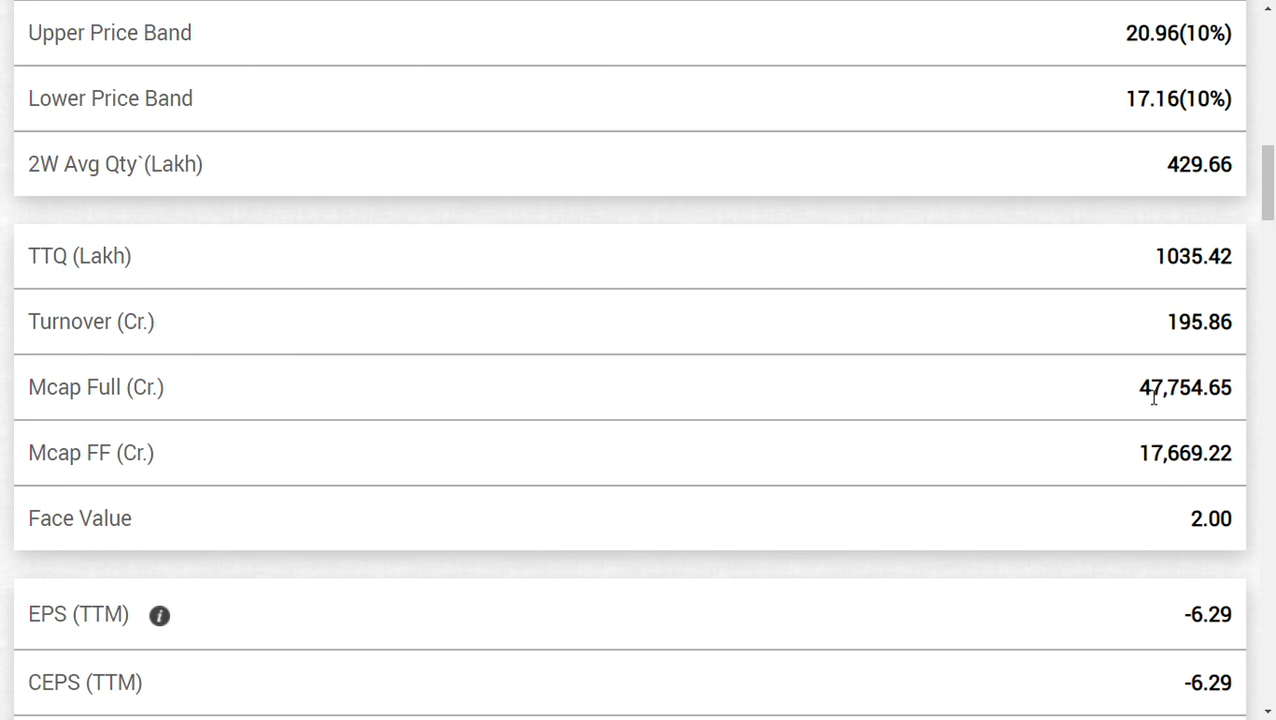 Upper Price Band 20.96(10%)
Lower Price Band 17.16(10%)
2W Avg Qty`(Lakh) 429.66
TTQ (Lakh) 1035.42
Turnover (Cr.) 195.86
Mcap Full (Cr.) 47,754.65
Mcap FF (Cr.) 17,669.22
Face Value 2.00
EPS (TTM) i -6.29
CEPS (TTM) -6.29